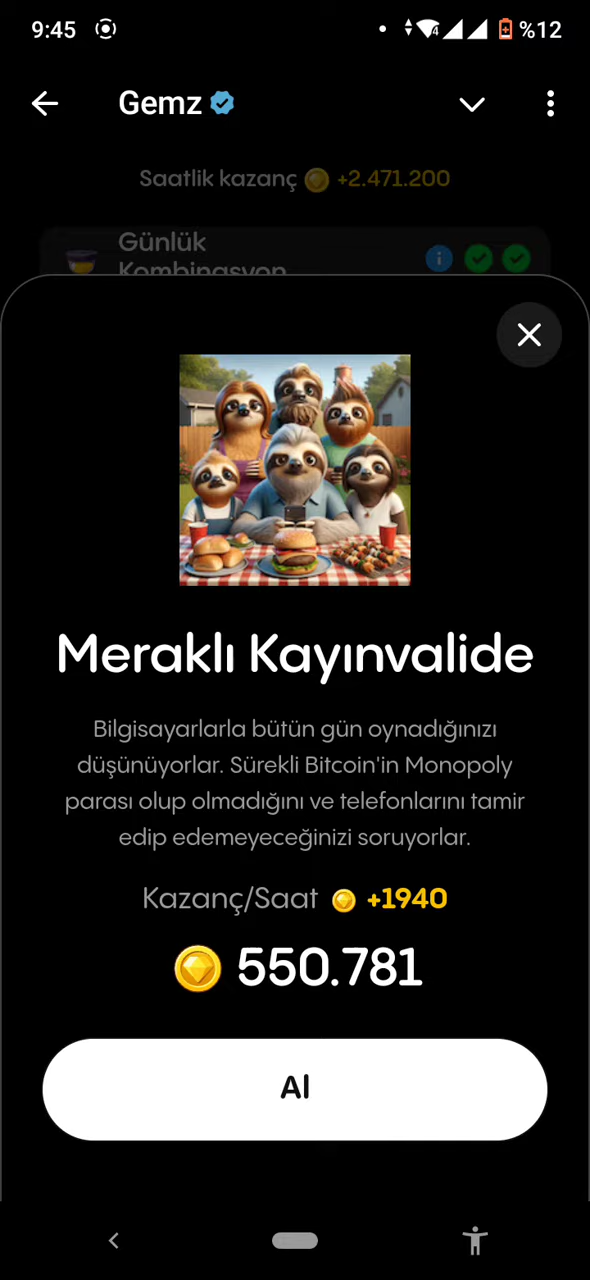 9:45
4
%12
Gemz
Saatlik kazanç +2.471.200
Günlük
Kombinasyon
Meraklı Kayınvalide
Bilgisayarlarla bütün gün oynadığınızı
düşünüyorlar. Sürekli Bitcoin'in Monopoly
parası olup olmadığını ve telefonlarını tamir
edip edemeyeceğinizi soruyorlar.
Kazanç/Saat +1940
550.781
Al